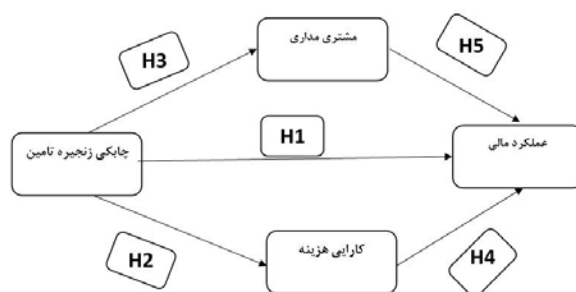 مشتری مداری
H3
H5
H1
چابکی زنجیره تامین
عملکرد مالی
H2
کارایی هزینه
H4